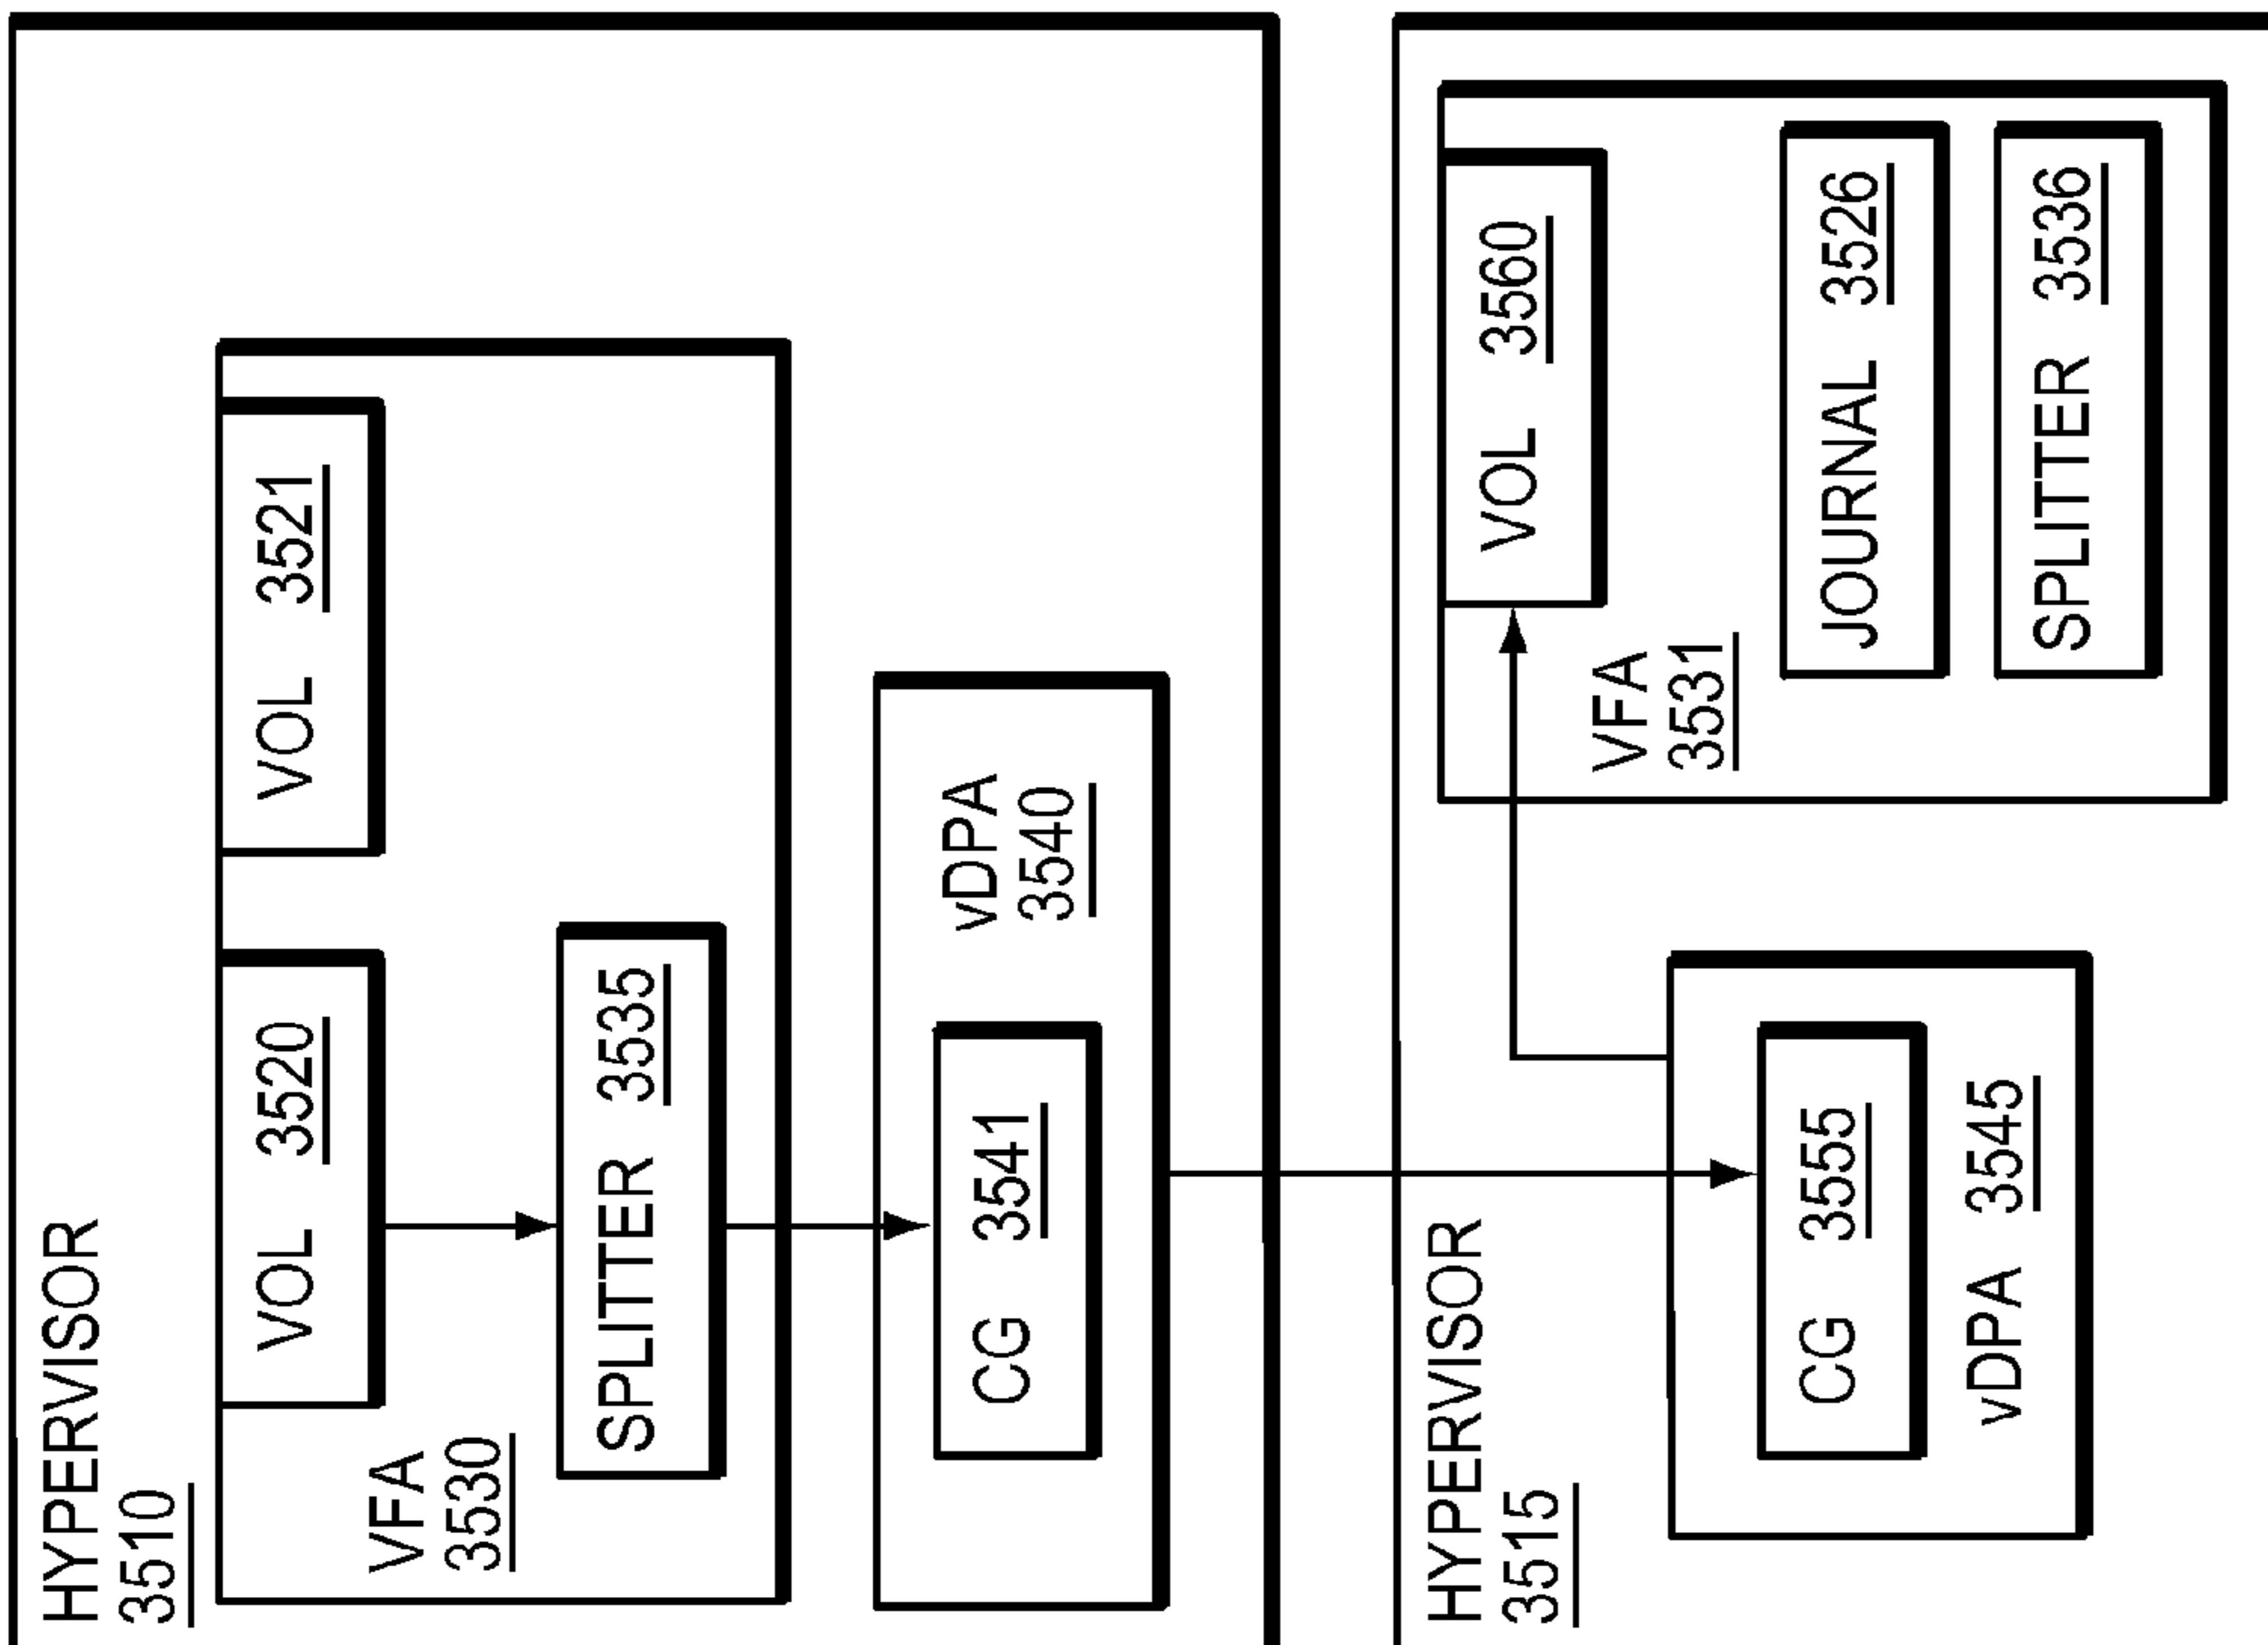 HYPERVISOR
3510
VOL 3520
VOL 3521
VFA
3530
SPLITTER 3535
vDPA
3540
CG 3541
HYPERVISOR
3515
VOL 3560
VFA
3531
JOURNAL 3526
SPLITTER 3536
CG 3555
vDPA 3545